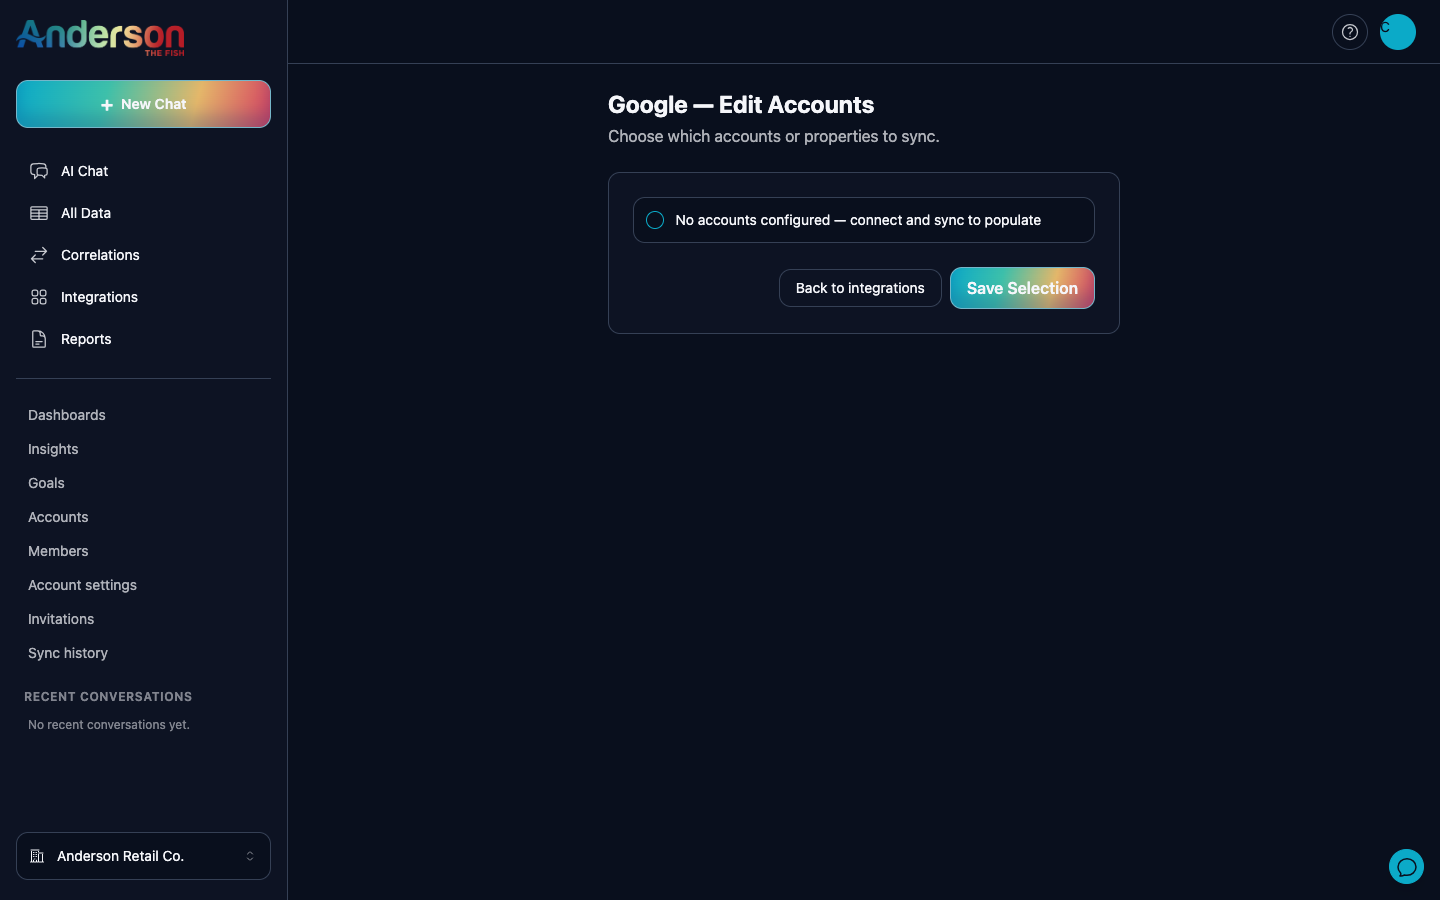 Anderson
THE FISH
+ New Chat
AI Chat
All Data
Correlations
Integrations
Reports
Dashboards
Insights
Goals
Accounts
Members
Account settings
Invitations
Sync history
RECENT CONVERSATIONS
No recent conversations yet.
Anderson Retail Co.
C
Google — Edit Accounts
Choose which accounts or properties to sync.
No accounts configured — connect and sync to populate
Back to integrations
Save Selection